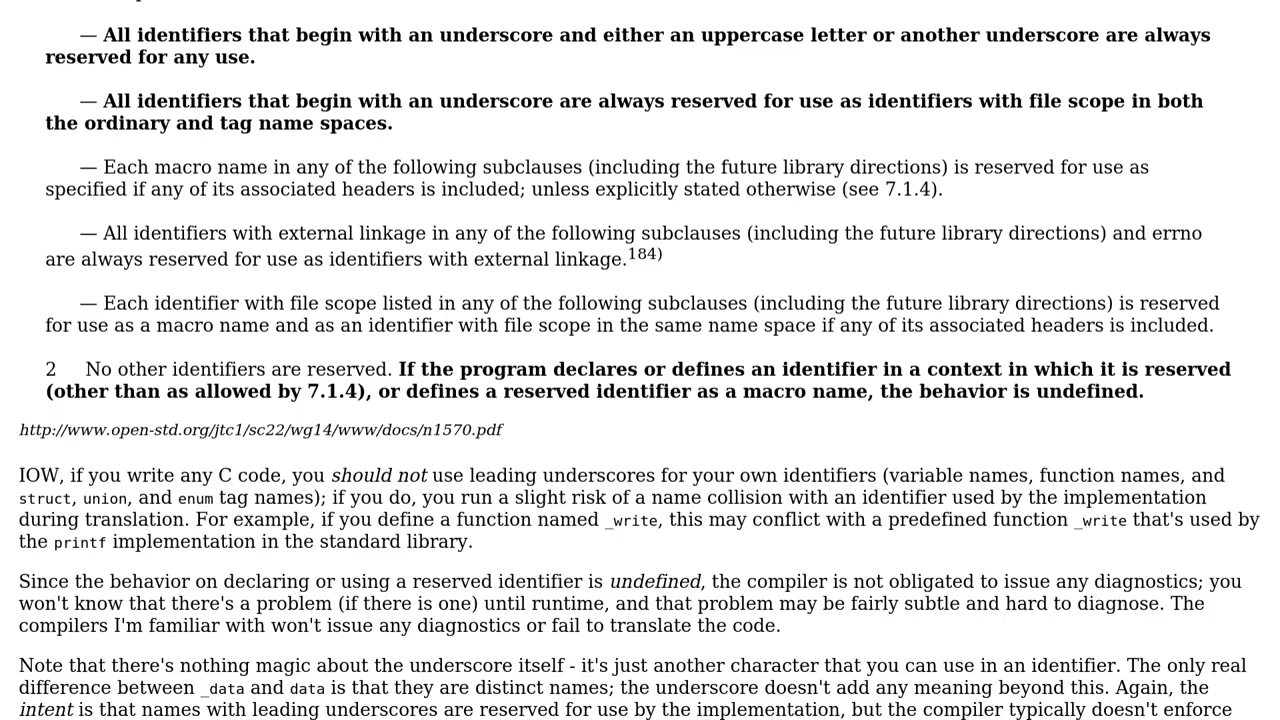 — All identifiers that begin with an underscore and either an uppercase letter or another underscore are always
reserved for any use.
— All identifiers that begin with an underscore are always reserved for use as identifiers with file scope in both
the ordinary and tag name spaces.
— Each macro name in any of the following subclauses (including the future library directions) is reserved for use as
specified if any of its associated headers is included; unless explicitly stated otherwise (see 7.1.4).
— All identifiers with external linkage in any of the following subclauses (including the future library directions) and errno
are always reserved for use as identifiers with external linkage.184)
— Each identifier with file scope listed in any of the following subclauses (including the future library directions) is reserved
for use as a macro name and as an identifier with file scope in the same name space if any of its associated headers is included.
2 No other identifiers are reserved. If the program declares or defines an identifier in a context in which it is reserved
(other than as allowed by 7.1.4), or defines a reserved identifier as a macro name, the behavior is undefined.
http://www.open-std.org/jtc1/sc22/wg14/www/docs/n1570.pdf
IOW, if you write any C code, you should not use leading underscores for your own identifiers (variable names, function names, and
struct, union, and enum tag names); if you do, you run a slight risk of a name collision with an identifier used by the implementation
during translation. For example, if you define a function named _write, this may conflict with a predefined function _write that's used by
the printf implementation in the standard library.
Since the behavior on declaring or using a reserved identifier is undefined, the compiler is not obligated to issue any diagnostics; you
won't know that there's a problem (if there is one) until runtime, and that problem may be fairly subtle and hard to diagnose. The
compilers I'm familiar with won't issue any diagnostics or fail to translate the code.
Note that there's nothing magic about the underscore itself - it's just another character that you can use in an identifier. The only real
difference between _data and data is that they are distinct names; the underscore doesn't add any meaning beyond this. Again, the
intent is that names with leading underscores are reserved for use by the implementation, but the compiler typically doesn't enforce